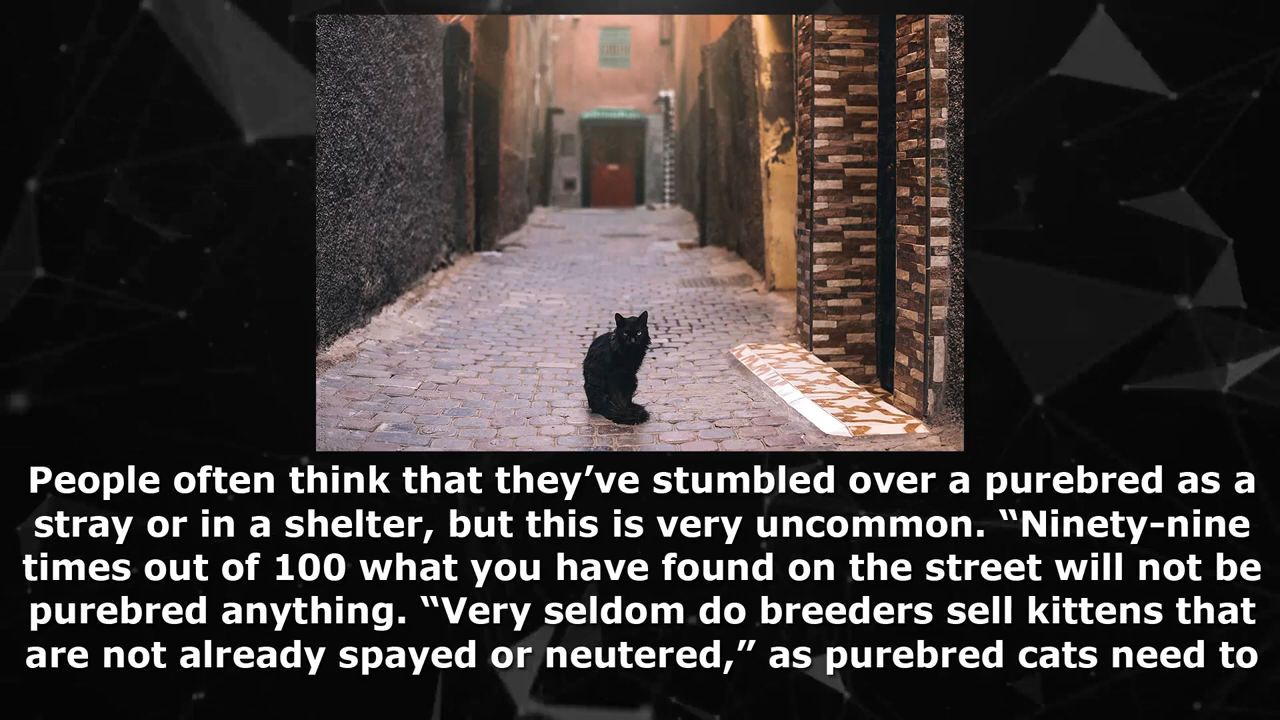 People often think that they’ve stumbled over a purebred as a
stray or in a shelter, but this is very uncommon. “Ninety-nine
times out of 100 what you have found on the street will not be
purebred anything. “Very seldom do breeders sell kittens that
are not already spayed or neutered,” as purebred cats need to